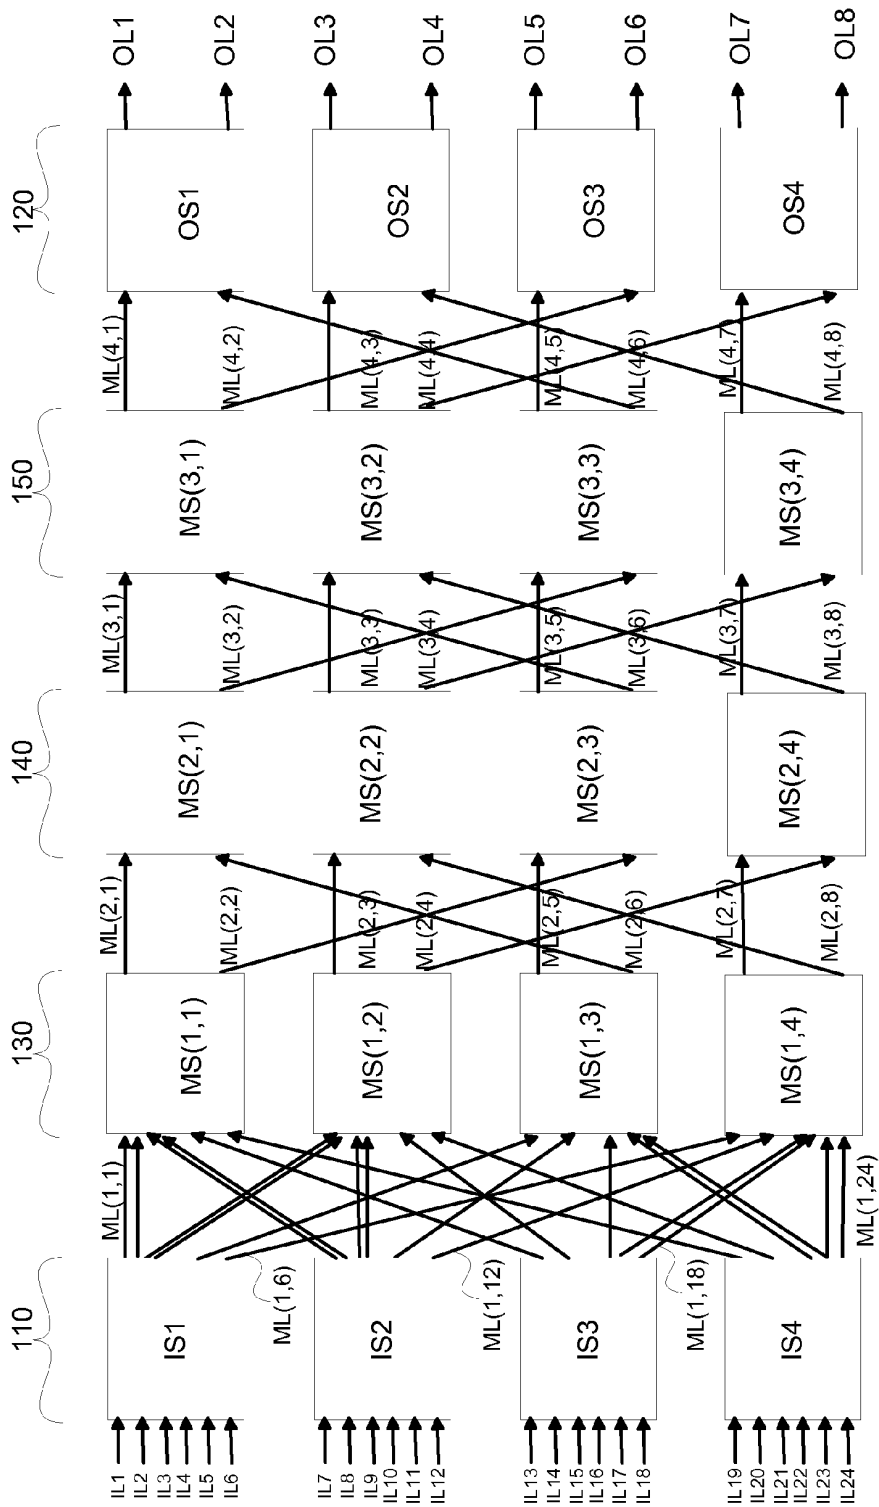 110
130
140
150
120
IL1
IL2
IL3
IL4
IL5
IL6
IL7
IL8
IL9
IL10
IL11
IL12
IL13
IL14
IL15
IL16
IL17
IL18
IL19
IL20
IL21
IL22
IL23
IL24
IS1
IS2
IS3
IS4
ML(1,1)
ML(1,6)
ML(1,12)
ML(1,18)
ML(1,24)
MS(1,1)
MS(1,2)
MS(1,3)
MS(1,4)
ML(2,1)
ML(2,2)
ML(2,3)
ML(2,4)
ML(2,5)
ML(2,6)
ML(2,7)
ML(2,8)
MS(2,1)
MS(2,2)
MS(2,3)
MS(2,4)
ML(3,1)
ML(3,2)
ML(3,3)
ML(3,4)
ML(3,5)
ML(3,6)
ML(3,7)
ML(3,8)
MS(3,1)
MS(3,2)
MS(3,3)
MS(3,4)
ML(4,1)
ML(4,2)
ML(4,3)
ML(4,4)
ML(4,5)
ML(4,6)
ML(4,7)
ML(4,8)
OS1
OS2
OS3
OS4
OL1
OL2
OL3
OL4
OL5
OL6
OL7
OL8